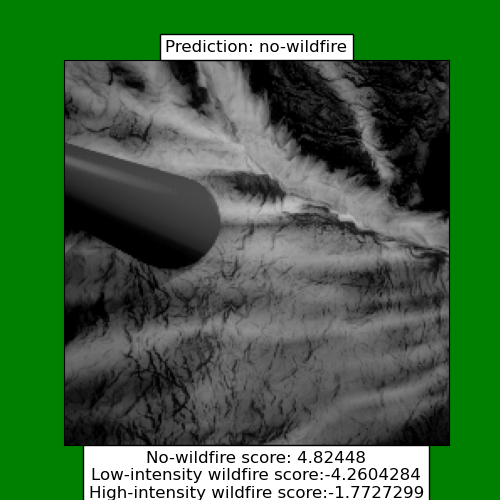 Prediction: no-wildfire
No-wildfire score: 4.82448
Low-intensity wildfire score:-4.2604284
High-intensity wildfire score:-1.7727299